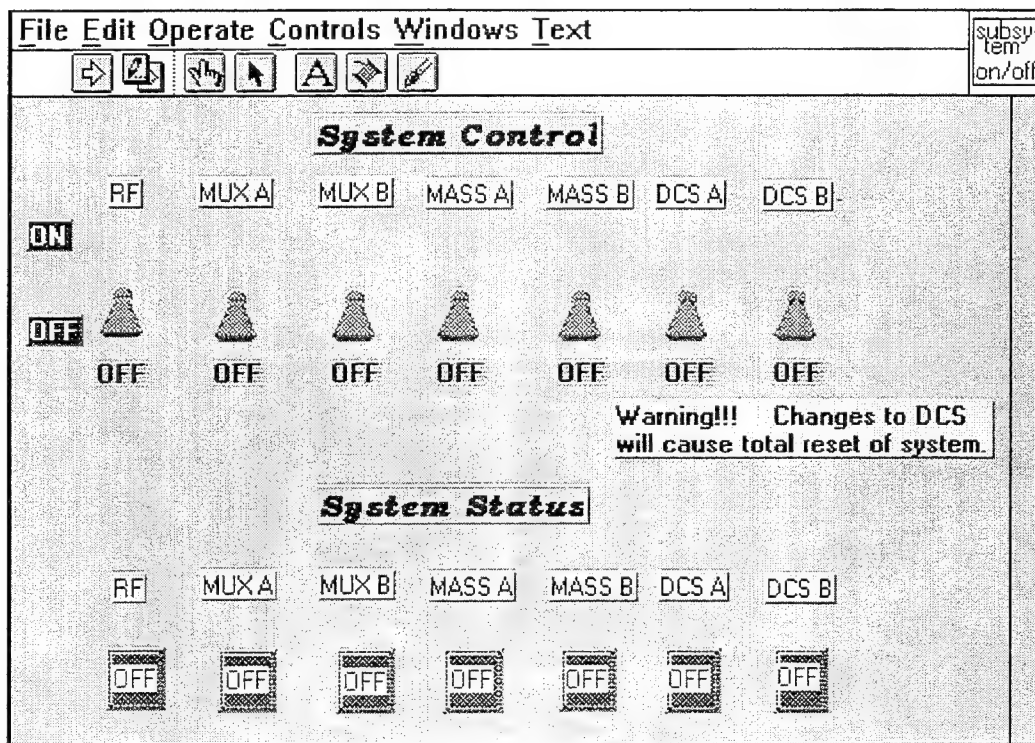 File Edit Operate Controls Windows Text
subsy-
tem
on/off
System Control
RF MUX A MUX B MASS A MASS B DCS A DCS B
ON
OFF
OFF OFF OFF OFF OFF OFF OFF
Warning!!! Changes to DCS
will cause total reset of system.
System Status
RF MUX A MUX B MASS A MASS B DCS A DCS B
OFF OFF OFF OFF OFF OFF OFF